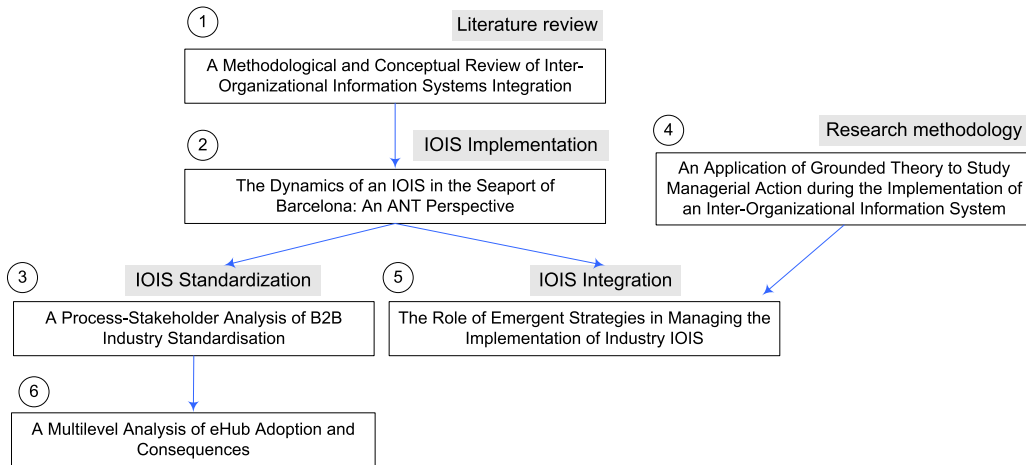 1
Literature review
A Methodological and Conceptual Review of Inter-
Organizational Information Systems Integration
2
IOIS Implementation
The Dynamics of an IOIS in the Seaport of
Barcelona: An ANT Perspective
4
Research methodology
An Application of Grounded Theory to Study
Managerial Action during the Implementation of
an Inter-Organizational Information System
3
IOIS Standardization
A Process-Stakeholder Analysis of B2B
Industry Standardisation
5
IOIS Integration
The Role of Emergent Strategies in Managing the
Implementation of Industry IOIS
6
A Multilevel Analysis of eHub Adoption and
Consequences